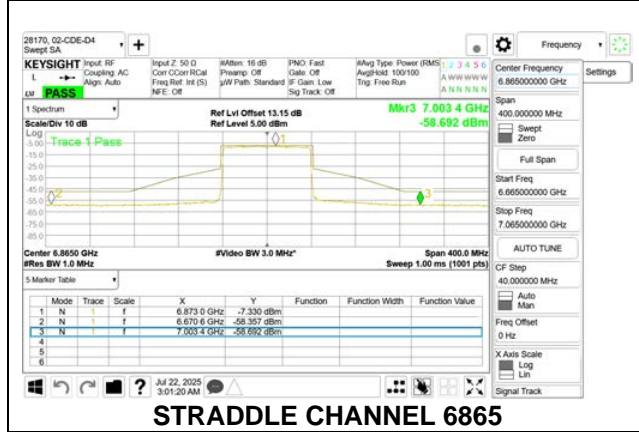 28170, 02-CDE-D4
Swept SA
Frequency
KEYSIGHT
Input: RF
Coupling: AC
Align: Auto
Input Z: 50 Ω
Corr CCorr RCal
Freq Ref: Int (S)
NFE: Off
#Atten: 16 dB
Preamp: Off
µW Path: Standard
PNO: Fast
Gate: Off
IF Gain: Low
Sig Track: Off
#Avg Type: Power (RMS
Avg|Hold: 100/100
Trig: Free Run
1 2 3 4 5 6
A W W W W W
A N N N N N
L
PASS
1 Spectrum
Scale/Div 10 dB
Ref Lvl Offset 13.15 dB
Ref Level 5.00 dBm
Mkr3 7.003 4 GHz
-58.692 dBm
Log
Trace 1 Pass
-5.00
-15.0
-25.0
-35.0
-45.0
-55.0
-65.0
-75.0
-85.0
1
2
3
Center 6.8650 GHz
#Res BW 1.0 MHz
#Video BW 3.0 MHz*
Span 400.0 MHz
Sweep 1.00 ms (1001 pts)
5 Marker Table
Mode Trace Scale X Y Function Function Width Function Value
1 N 1 f 6.873 0 GHz -7.330 dBm
2 N 1 f 6.670 6 GHz -58.357 dBm
3 N 1 f 7.003 4 GHz -58.692 dBm
4
5
6
Jul 22, 2025
3:01:20 AM
Center Frequency
6.865000000 GHz
Settings
Span
400.000000 MHz
Swept
Zero
Full Span
Start Freq
6.665000000 GHz
Stop Freq
7.065000000 GHz
AUTO TUNE
CF Step
40.000000 MHz
Auto
Man
Freq Offset
0 Hz
X Axis Scale
Log
Lin
Signal Track
STRADDLE CHANNEL 6865